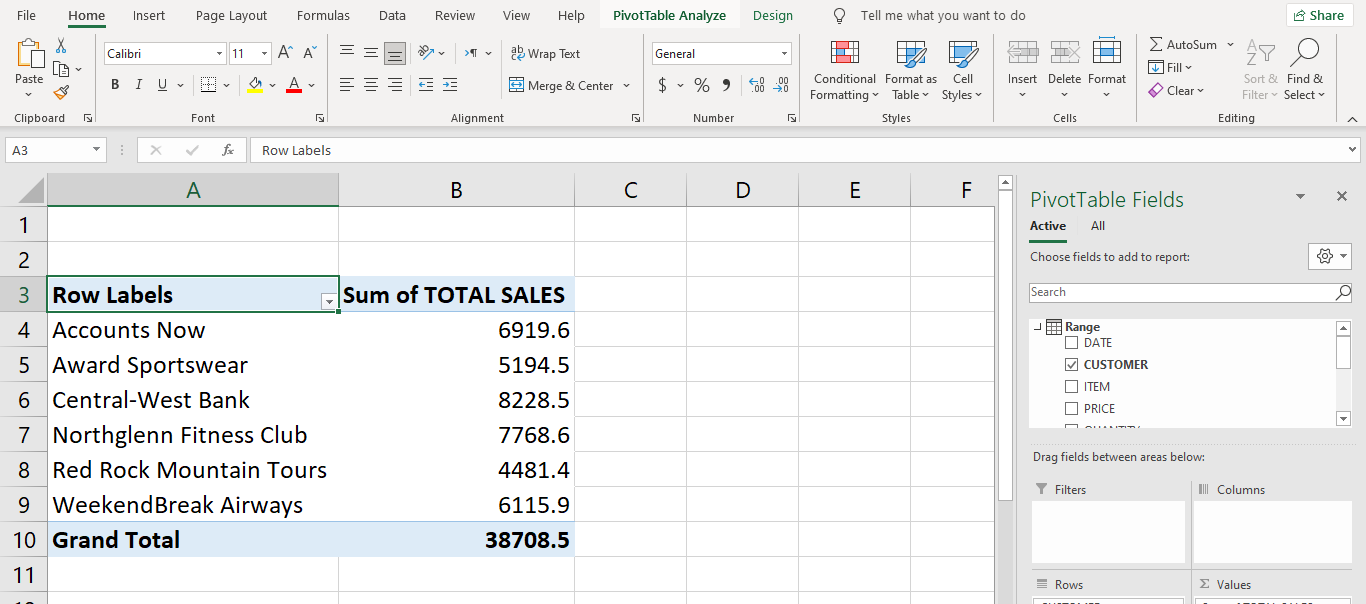 File Home Insert Page Layout Formulas Data Review View Help PivotTable Analyze Design Tell me what you want to do Share
Calibri 11 A^ A˅ ab Wrap Text General AutoSum
Paste B I U A Merge & Center $ % 9 Conditional Formatting Format as Table Cell Styles Insert Delete Format Fill Sort & Filter Find & Select
Clear
Clipboard Font Alignment Number Styles Cells Editing
A3 fx Row Labels
A B C D E F
1
2
3 Row Labels Sum of TOTAL SALES
4 Accounts Now 6919.6
5 Award Sportswear 5194.5
6 Central-West Bank 8228.5
7 Northglenn Fitness Club 7768.6
8 Red Rock Mountain Tours 4481.4
9 WeekendBreak Airways 6115.9
10 Grand Total 38708.5
11
PivotTable Fields
Active All
Choose fields to add to report:
Search
Range
DATE
CUSTOMER
ITEM
PRICE
QUANTITY
Drag fields between areas below:
Filters Columns
Rows Σ Values